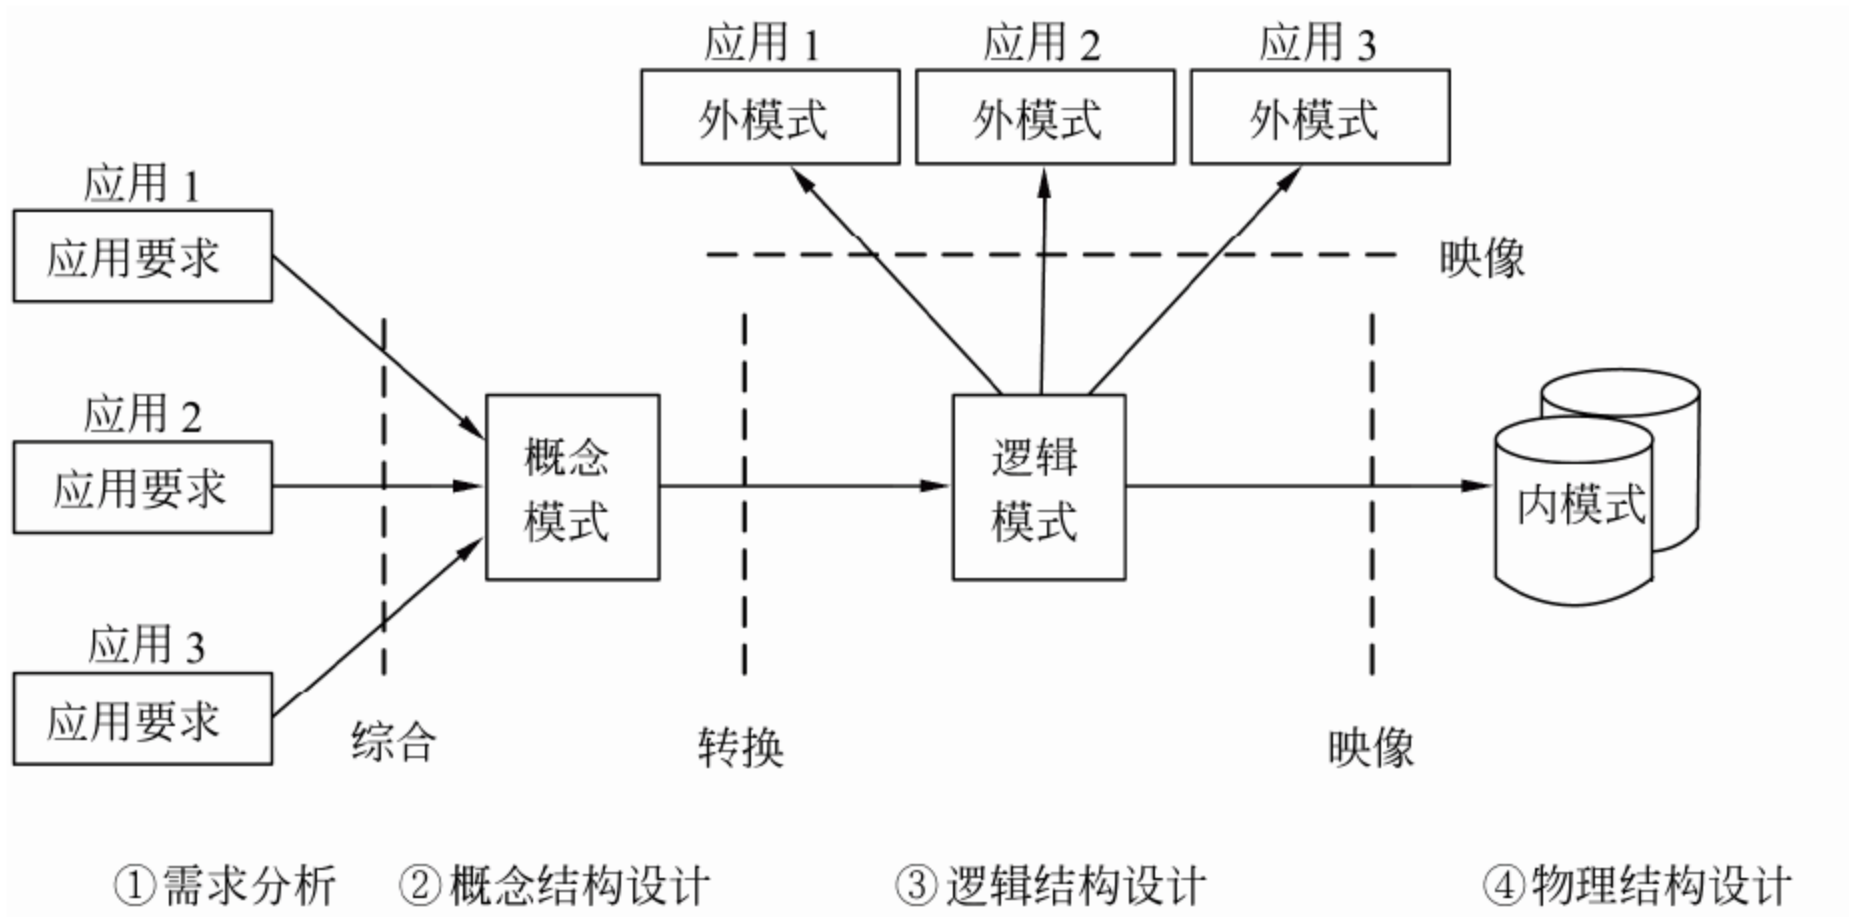 应用 1
应用 2
应用 3
外模式
外模式
外模式
应用 1
应用要求
映像
应用 2
应用要求
概念
模式
逻辑
模式
内模式
应用 3
应用要求
综合
转换
映像
①需求分析
②概念结构设计
③逻辑结构设计
④物理结构设计